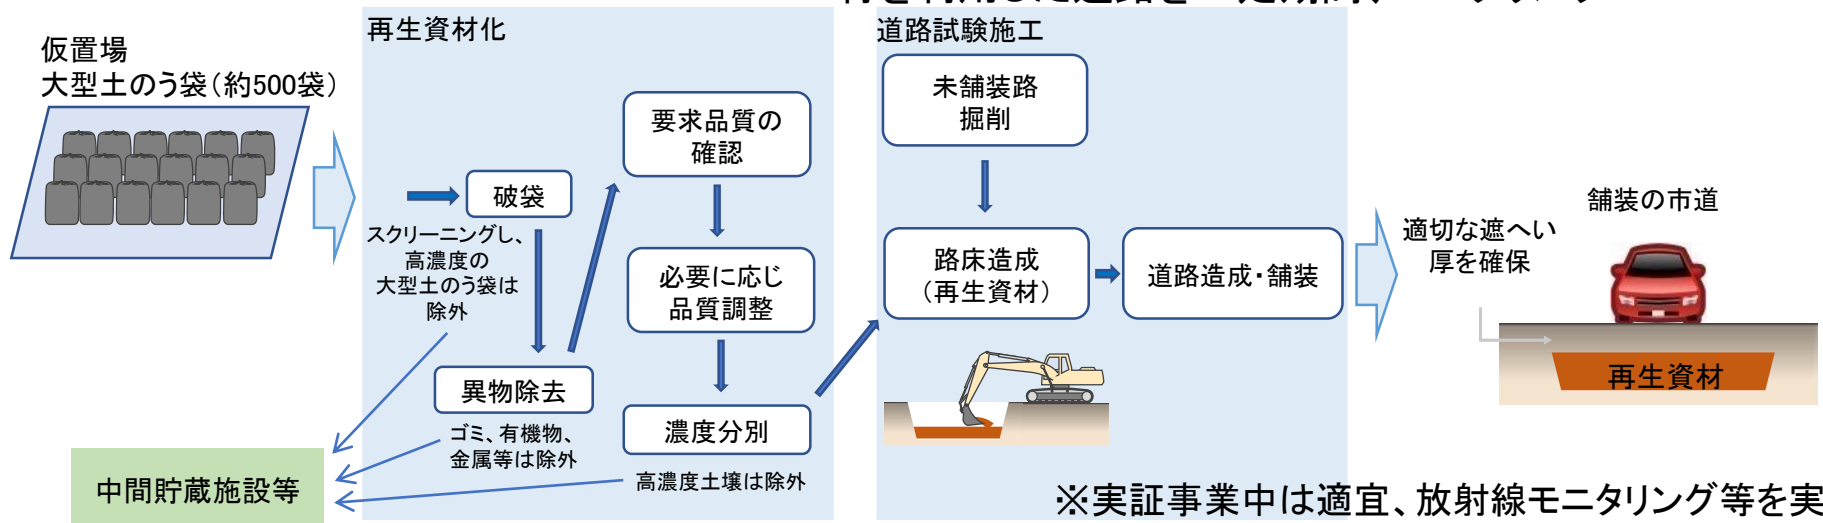 再生資材化
道路試験施工
仮置場
大型土のう袋（約500袋）
未舗装路
掘削
要求品質の
確認
破袋
スクリーニングし、
高濃度の
大型土のう袋は
除外
必要に応じ
品質調整
路床造成
（再生資材）
道路造成・舗装
適切な遮へい
厚を確保
舗装の市道
再生資材
異物除去
ゴミ、有機物、
金属等は除外
濃度分別
高濃度土壌は除外
中間貯蔵施設等
※実証事業中は適宜、放射線モニタリング等を実